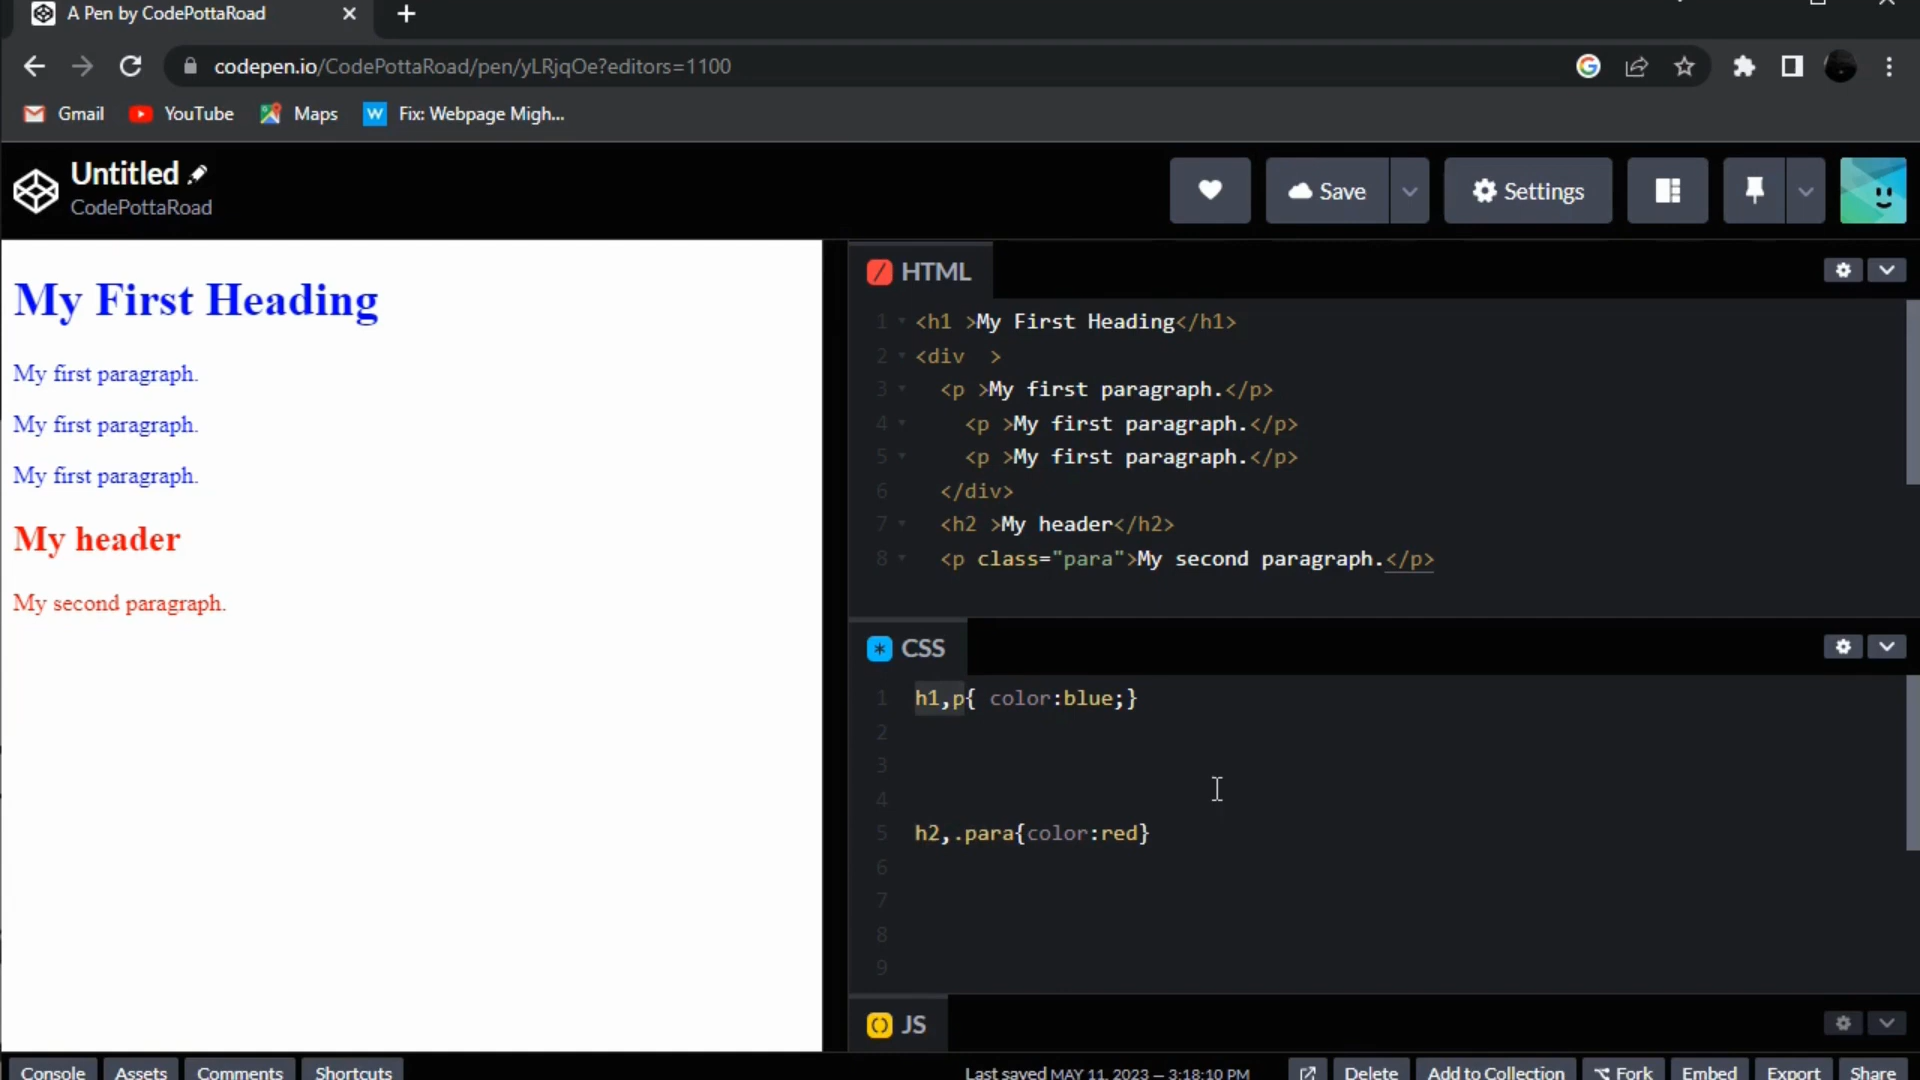 A Pen by CodePottaRoad
codepen.io/CodePottaRoad/pen/yLRjqOe?editors=1100
Gmail YouTube Maps Fix: Webpage Migh...
Untitled
CodePottaRoad
Save Settings
My First Heading
My first paragraph.
My first paragraph.
My first paragraph.
My header
My second paragraph.
HTML
1 <h1 >My First Heading</h1>
2 <div  >
3 <p >My first paragraph.</p>
4 <p >My first paragraph.</p>
5 <p >My first paragraph.</p>
6 </div>
7 <h2 >My header</h2>
8 <p class="para">My second paragraph.</p>
CSS
1 h1,p{ color:blue;}
2
3
4
5 h2,.para{color:red}
6
7
8
9
JS
Console Assets Comments Shortcuts Last saved MAY 11, 2023 — 3:18:10 PM Delete Add to Collection Fork Embed Export Share